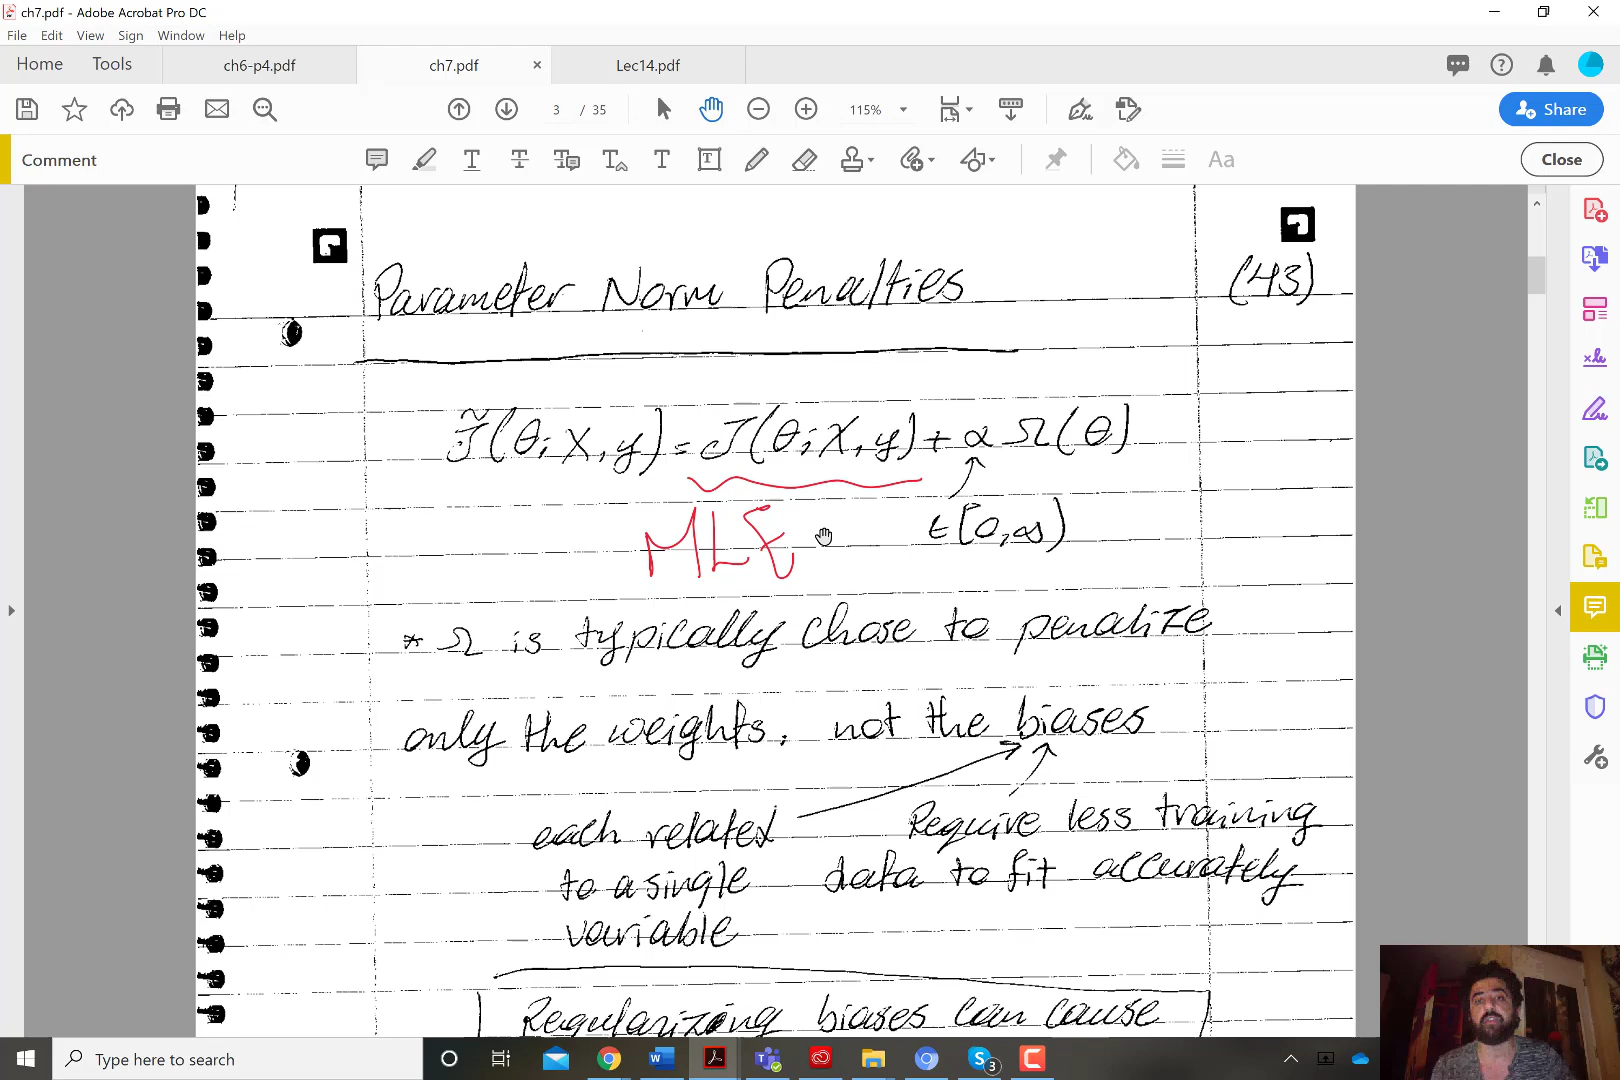 ch7.pdf - Adobe Acrobat Pro DC
File Edit View Sign Window Help
Home Tools ch6-p4.pdf ch7.pdf × Lec14.pdf
3 / 35 115% Share
Comment Aa Close
Parameter Norm Penalties (43)
J̃(θ; X, y) = J(θ; X, y) + α Ω(θ)
MLE ∈ [0, ∞)
* Ω is typically chose to penalize
only the weights, not the biases
each related Require less training
to a single data to fit accurately
variable
Regularizing biases can cause
Type here to search
3